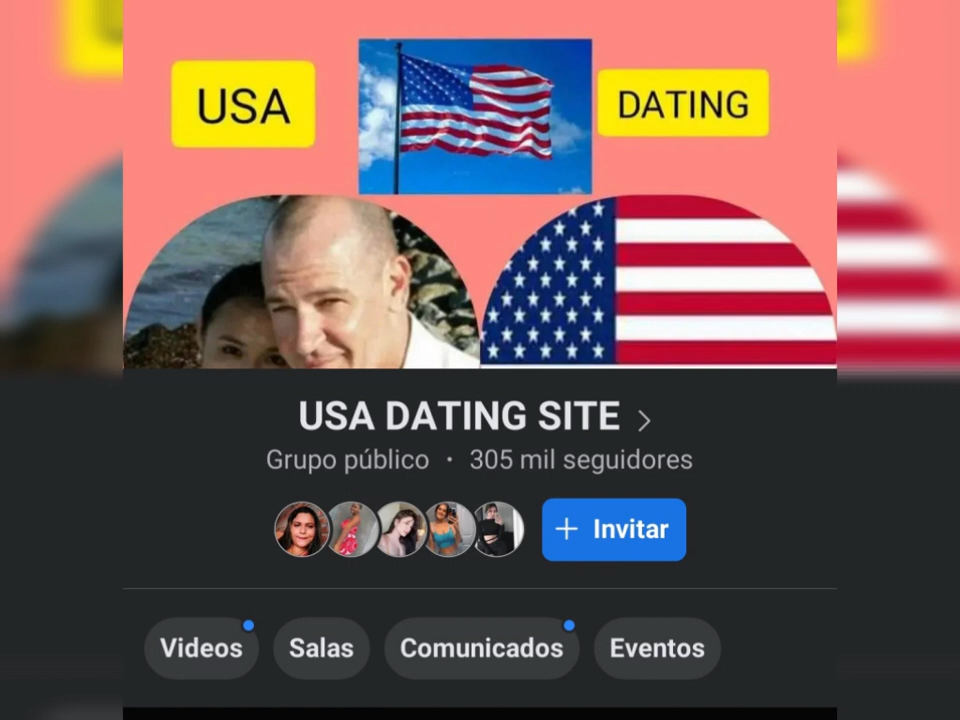 USA
DATING
USA DATING SITE
Grupo público · 305 mil seguidores
+ Invitar
Videos
Salas
Comunicados
Eventos